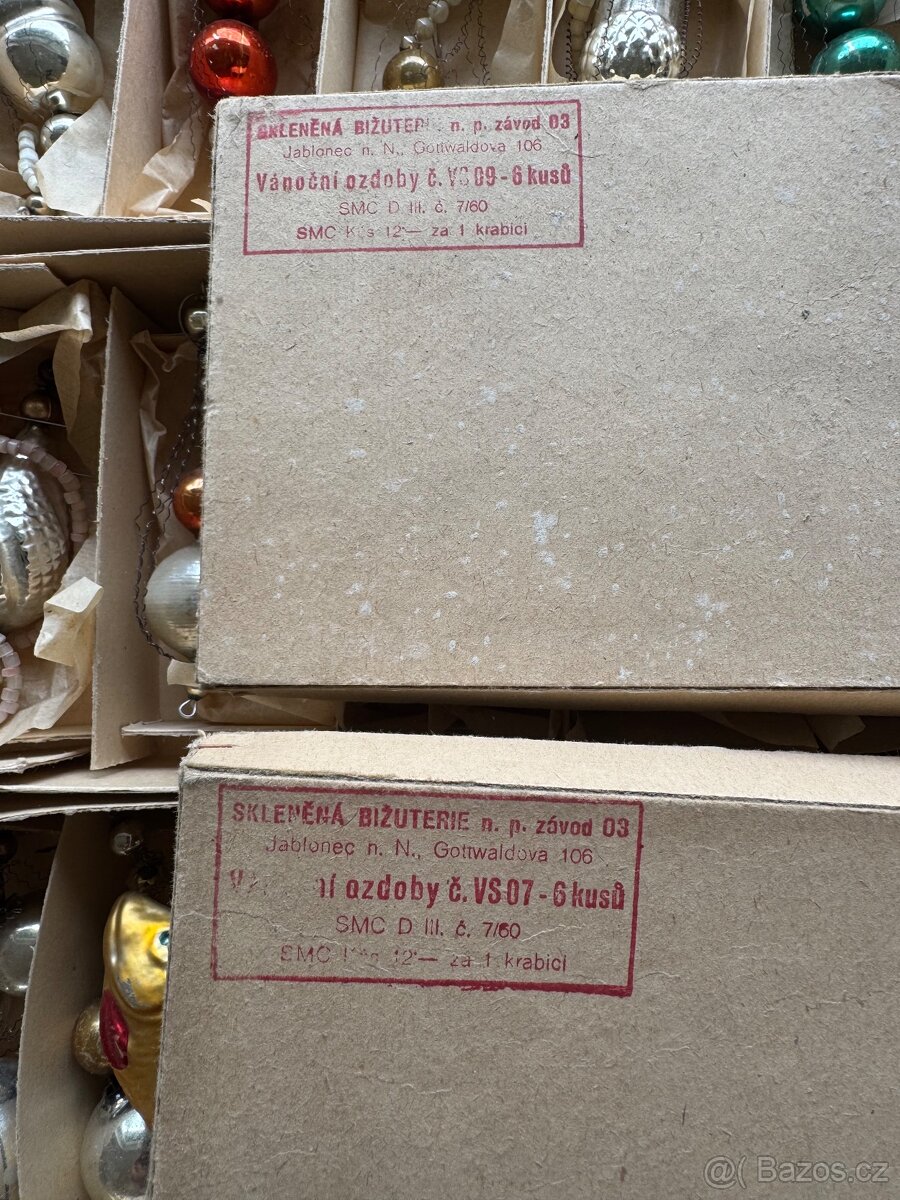 SKLENĚNÁ BIŽUTERIE n. p. závod 03
Jablonec n. N., Gottwaldova 106
Vánoční ozdoby č. VS 09 - 6 kusů
SMC D III. č. 7/60
SMC Kčs 12·— za 1 krabici
SKLENĚNÁ BIŽUTERIE n. p. závod 03
Jablonec n. N., Gottwaldova 106
ozdoby č. VS 07 - 6 kusů
SMC D III. č. 7/60
SMC 12·— za 1 krabici
@( Bazos.cz